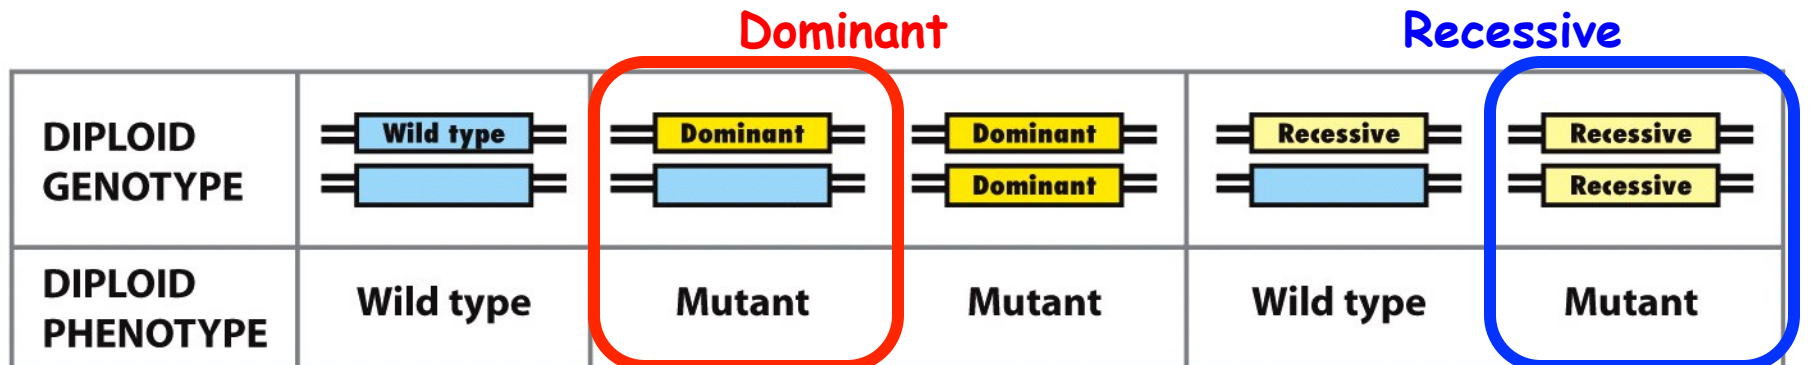 Dominant Recessive
DIPLOID
GENOTYPE
Wild type Dominant Dominant Recessive Recessive
Dominant Recessive
DIPLOID
PHENOTYPE
Wild type Mutant Mutant Wild type Mutant